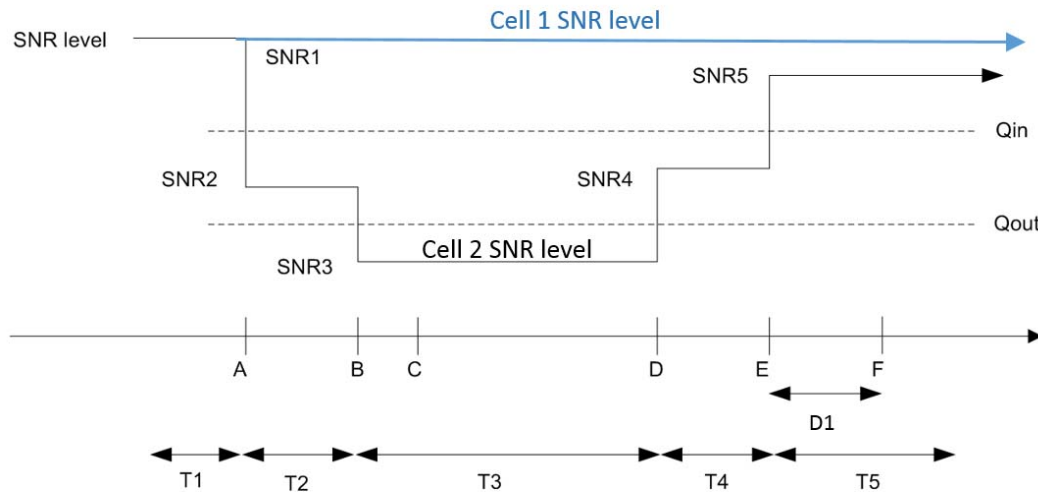 Cell 1 SNR level
SNR level
SNR1
SNR5
Qin
SNR2
SNR4
Qout
Cell 2 SNR level
SNR3
A B C D E F
D1
T1 T2 T3 T4 T5